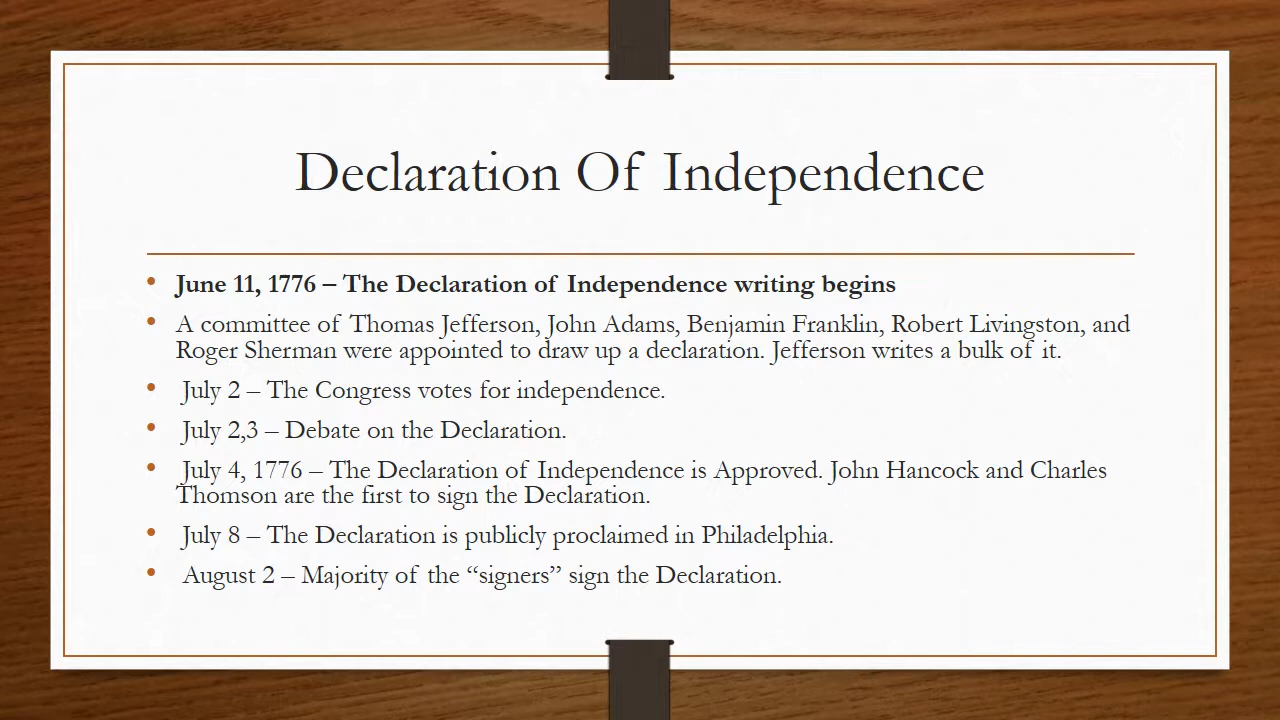 Declaration Of Independence
• June 11, 1776 – The Declaration of Independence writing begins
• A committee of Thomas Jefferson, John Adams, Benjamin Franklin, Robert Livingston, and
Roger Sherman were appointed to draw up a declaration. Jefferson writes a bulk of it.
• July 2 – The Congress votes for independence.
• July 2,3 – Debate on the Declaration.
• July 4, 1776 – The Declaration of Independence is Approved. John Hancock and Charles
Thomson are the first to sign the Declaration.
• July 8 – The Declaration is publicly proclaimed in Philadelphia.
• August 2 – Majority of the “signers” sign the Declaration.